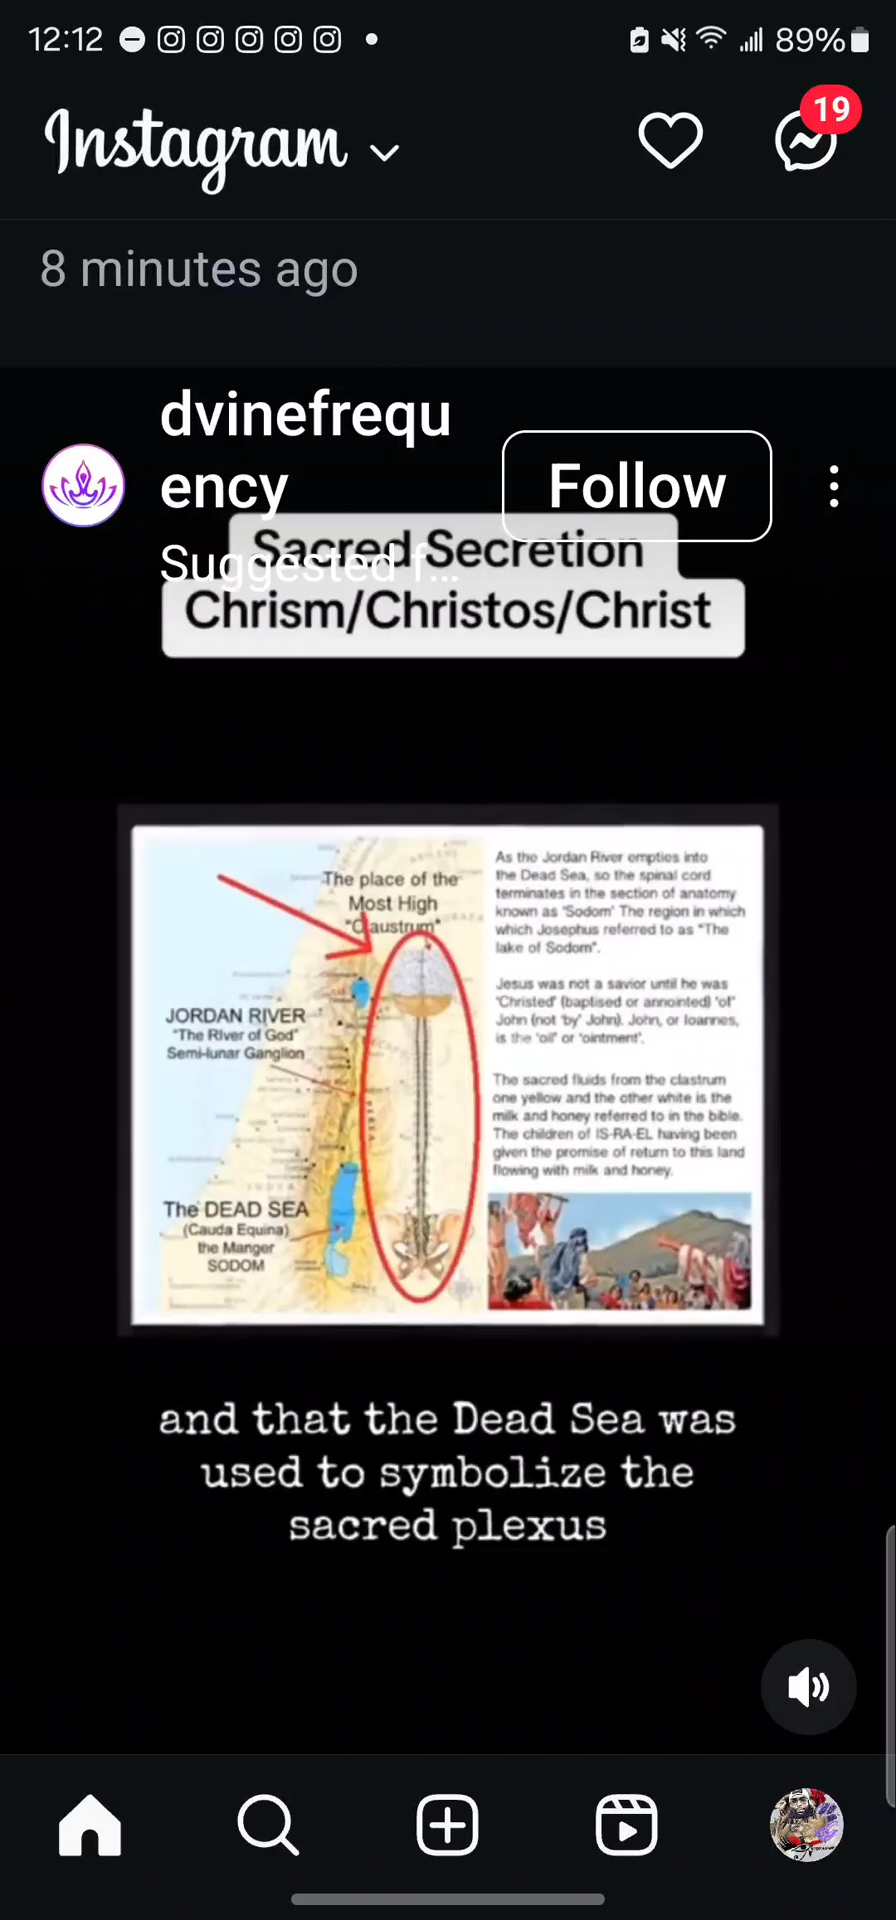 12:12
89%
Instagram
19
8 minutes ago
dvinefrequ
ency
Follow
Suggested f...
Sacred Secretion
Chrism/Christos/Christ
The place of the
Most High
"Claustrum"
JORDAN RIVER
"The River of God"
Semi-lunar Ganglion
The DEAD SEA
(Cauda Equina)
the Manger
SODOM
As the Jordan River empties into
the Dead Sea, so the spinal cord
terminates in the section of anatomy
known as 'Sodom' The region in which
which Josephus referred to as "The
lake of Sodom".
Jesus was not a savior until he was
'Christed' (baptised or annointed) 'of'
John (not 'by' John). John, or Ioannes,
is the 'oil' or 'ointment'.
The sacred fluids from the clastrum
one yellow and the other white is the
milk and honey referred to in the bible.
The children of IS-RA-EL having been
given the promise of return to this land
flowing with milk and honey.
and that the Dead Sea was
used to symbolize the
sacred plexus